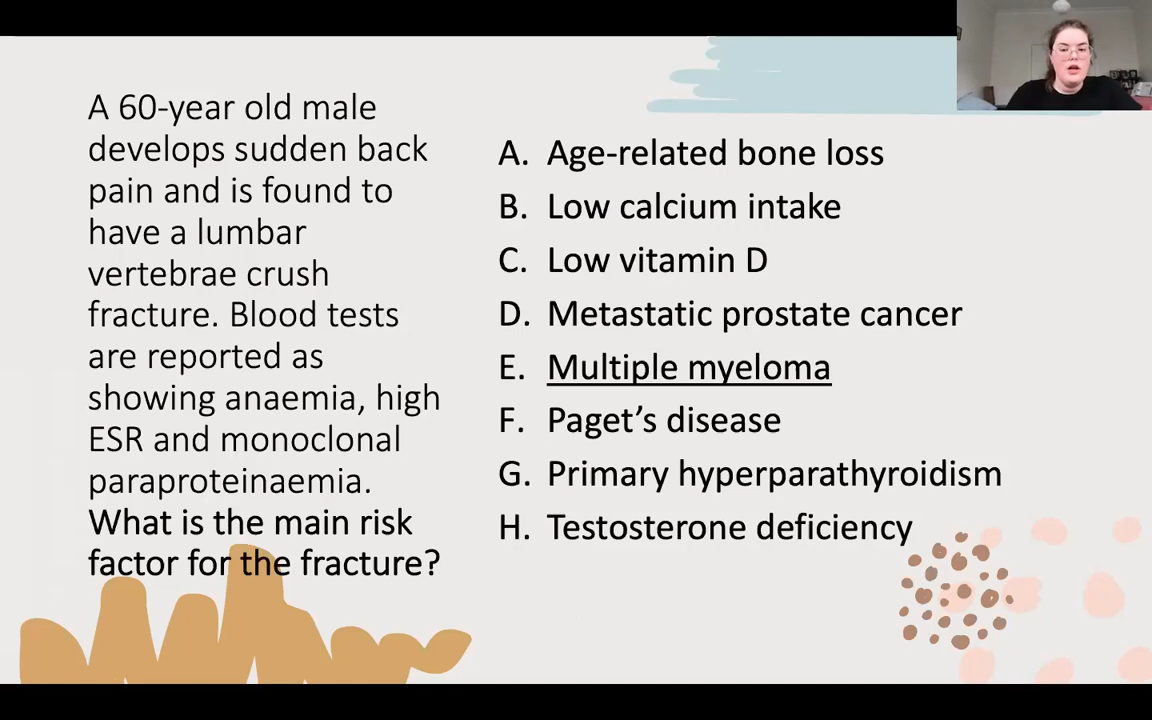 A 60-year old male
develops sudden back
pain and is found to
have a lumbar
vertebrae crush
fracture. Blood tests
are reported as
showing anaemia, high
ESR and monoclonal
paraproteinaemia.
What is the main risk
factor for the fracture?
A. Age-related bone loss
B. Low calcium intake
C. Low vitamin D
D. Metastatic prostate cancer
E. Multiple myeloma
F. Paget’s disease
G. Primary hyperparathyroidism
H. Testosterone deficiency